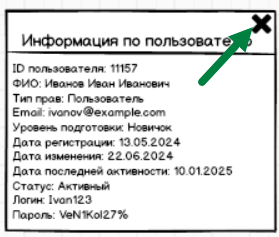 Информация по пользователю
ID пользователя: 11157
ФИО: Иванов Иван Иванович
Тип прав: Пользователь
Email: ivanov@example.com
Уровень подготовки: Новичок
Дата регистрации: 13.05.2024
Дата изменения: 22.06.2024
Дата последней активности: 10.01.2025
Статус: Активный
Логин: Ivan123
Пароль: VeN1Kol27%